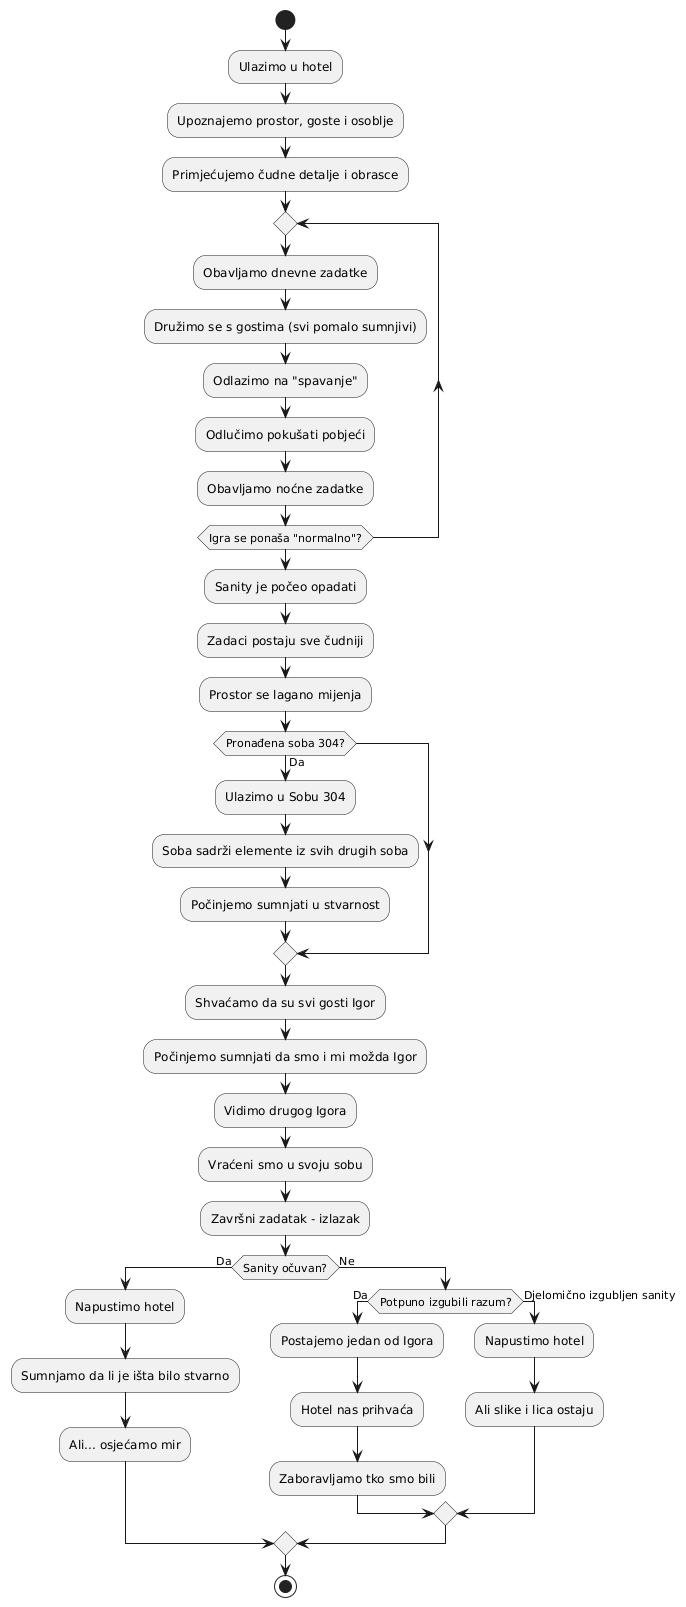 Ulazimo u hotel
Upoznajemo prostor, goste i osoblje
Primjećujemo čudne detalje i obrasce
Obavljamo dnevne zadatke
Družimo se s gostima (svi pomalo sumnjivi)
Odlazimo na "spavanje"
Odlučimo pokušati pobjeći
Obavljamo noćne zadatke
Igra se ponaša "normalno"?
Sanity je počeo opadati
Zadaci postaju sve čudniji
Prostor se lagano mijenja
Pronađena soba 304?
Da
Ulazimo u Sobu 304
Soba sadrži elemente iz svih drugih soba
Počinjemo sumnjati u stvarnost
Shvaćamo da su svi gosti Igor
Počinjemo sumnjati da smo i mi možda Igor
Vidimo drugog Igora
Vraćeni smo u svoju sobu
Završni zadatak - izlazak
Da
Sanity očuvan?
Ne
Napustimo hotel
Sumnjamo da li je išta bilo stvarno
Ali... osjećamo mir
Da
Potpuno izgubili razum?
Djelomično izgubljen sanity
Postajemo jedan od Igora
Hotel nas prihvaća
Zaboravljamo tko smo bili
Napustimo hotel
Ali slike i lica ostaju